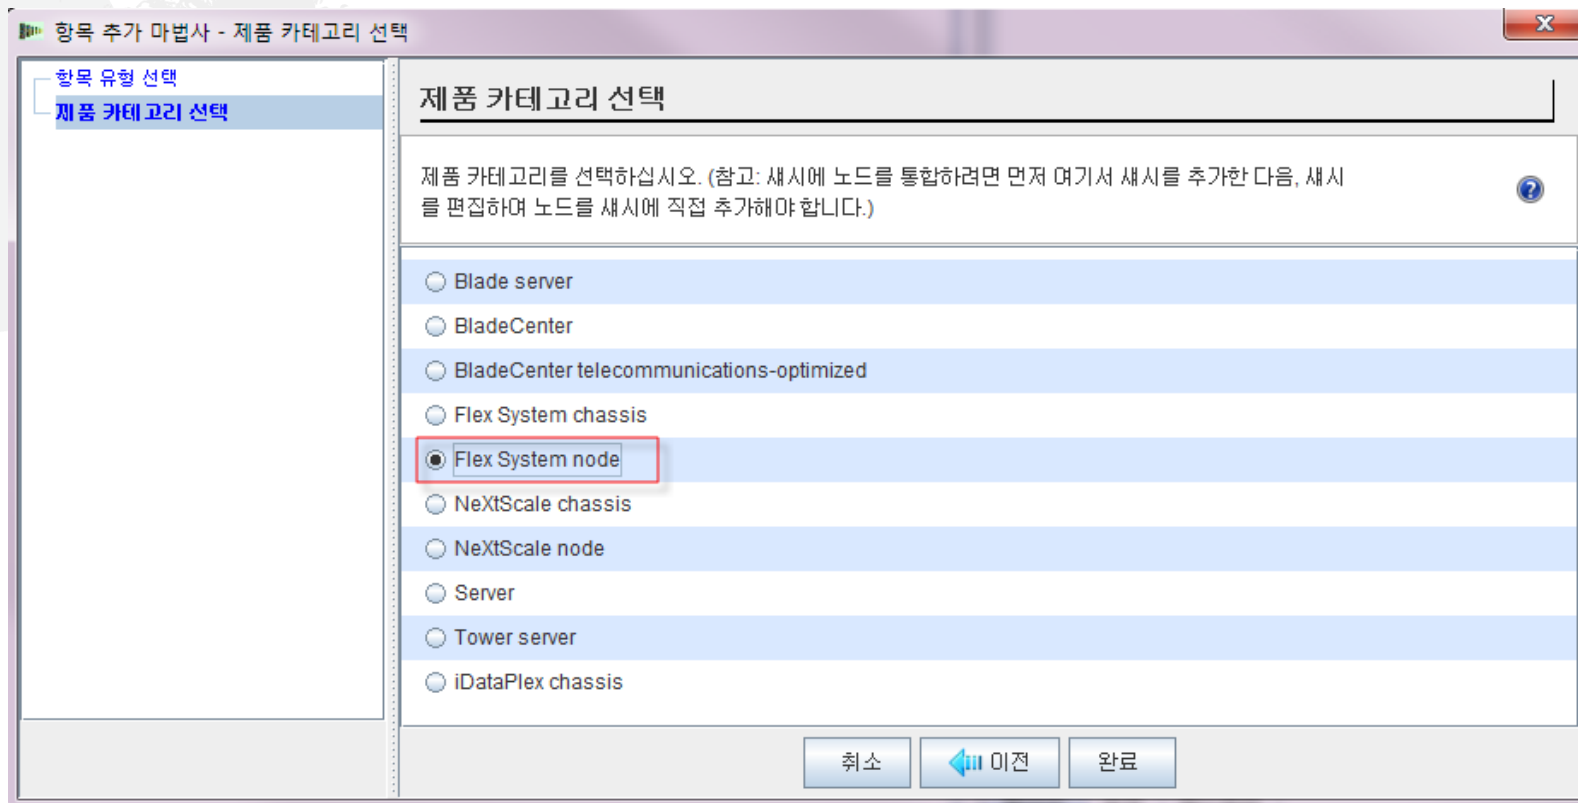 항목 추가 마법사 - 제품 카테고리 선택
항목 유형 선택
제품 카테고리 선택
제품 카테고리 선택
제품 카테고리를 선택하십시오. (참고: 섀시에 노드를 통합하려면 먼저 여기서 섀시를 추가한 다음, 섀시
를 편집하여 노드를 섀시에 직접 추가해야 합니다.)
Blade server
BladeCenter
BladeCenter telecommunications-optimized
Flex System chassis
Flex System node
NeXtScale chassis
NeXtScale node
Server
Tower server
iDataPlex chassis
취소
이전
완료